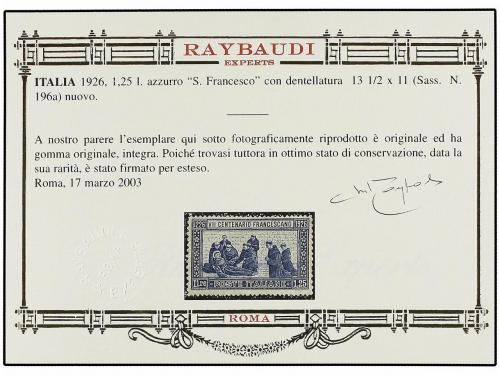 RAYBAUDI
EXPERTS
ITALIA 1926, 1,25 l. azzurro “S. Francesco” con dentellatura 13 1/2 x 11 (Sass. N.
196a) nuovo.
A nostro parere l'esemplare qui sotto fotograficamente riprodotto è originale ed ha
gomma originale, integra. Poiché trovasi tuttora in ottimo stato di conservazione, data la
sua rarità, è stato firmato per esteso.
Roma, 17 marzo 2003
1226 VII CENTENARIO FRANCESCANO 1926
POSTE ITALIANE
LIRE 1,25
ROMA